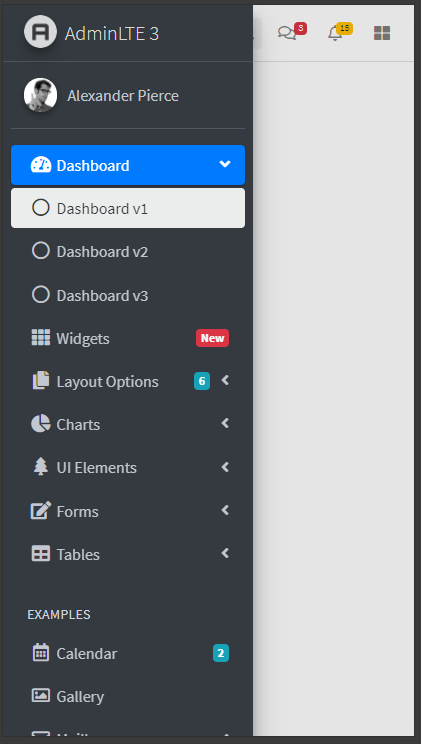 AdminLTE 3
3
15
Alexander Pierce
Dashboard
Dashboard v1
Dashboard v2
Dashboard v3
Widgets New
Layout Options 6
Charts
UI Elements
Forms
Tables
EXAMPLES
Calendar 2
Gallery